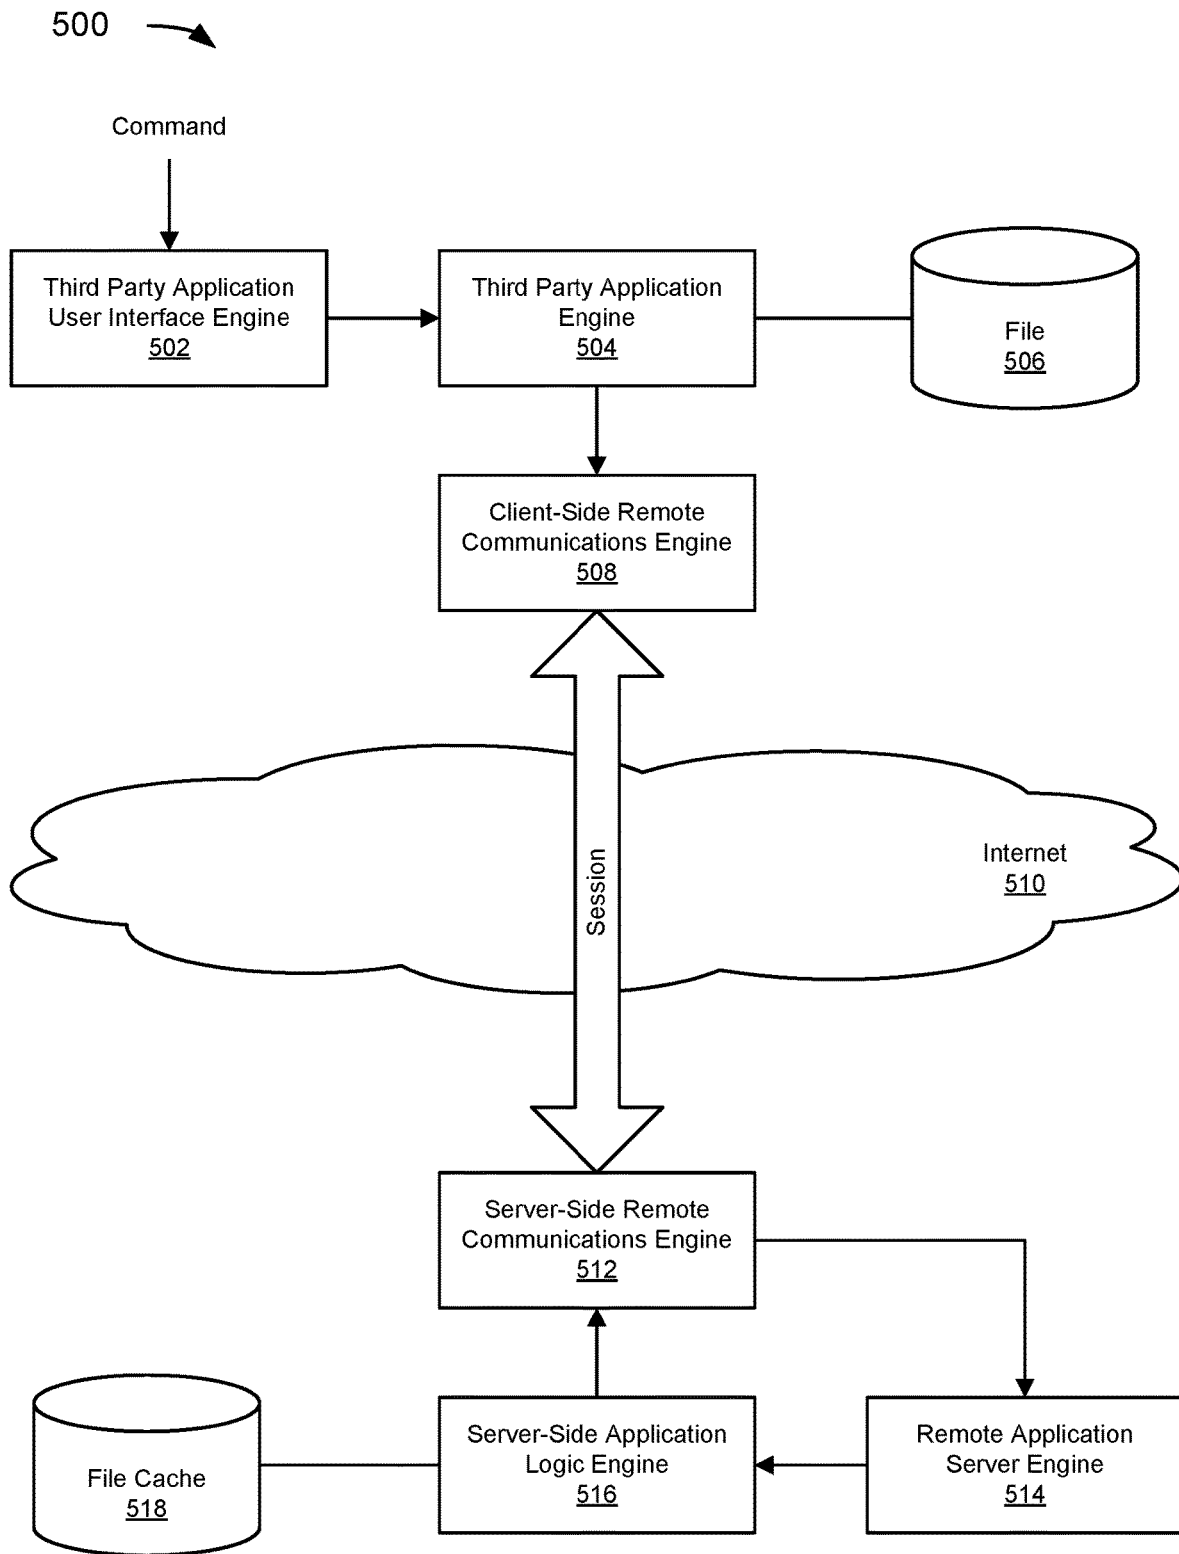 500
Command
Third Party Application
User Interface Engine
502
Third Party Application
Engine
504
File
506
Client-Side Remote
Communications Engine
508
Session
Internet
510
Server-Side Remote
Communications Engine
512
File Cache
518
Server-Side Application
Logic Engine
516
Remote Application
Server Engine
514